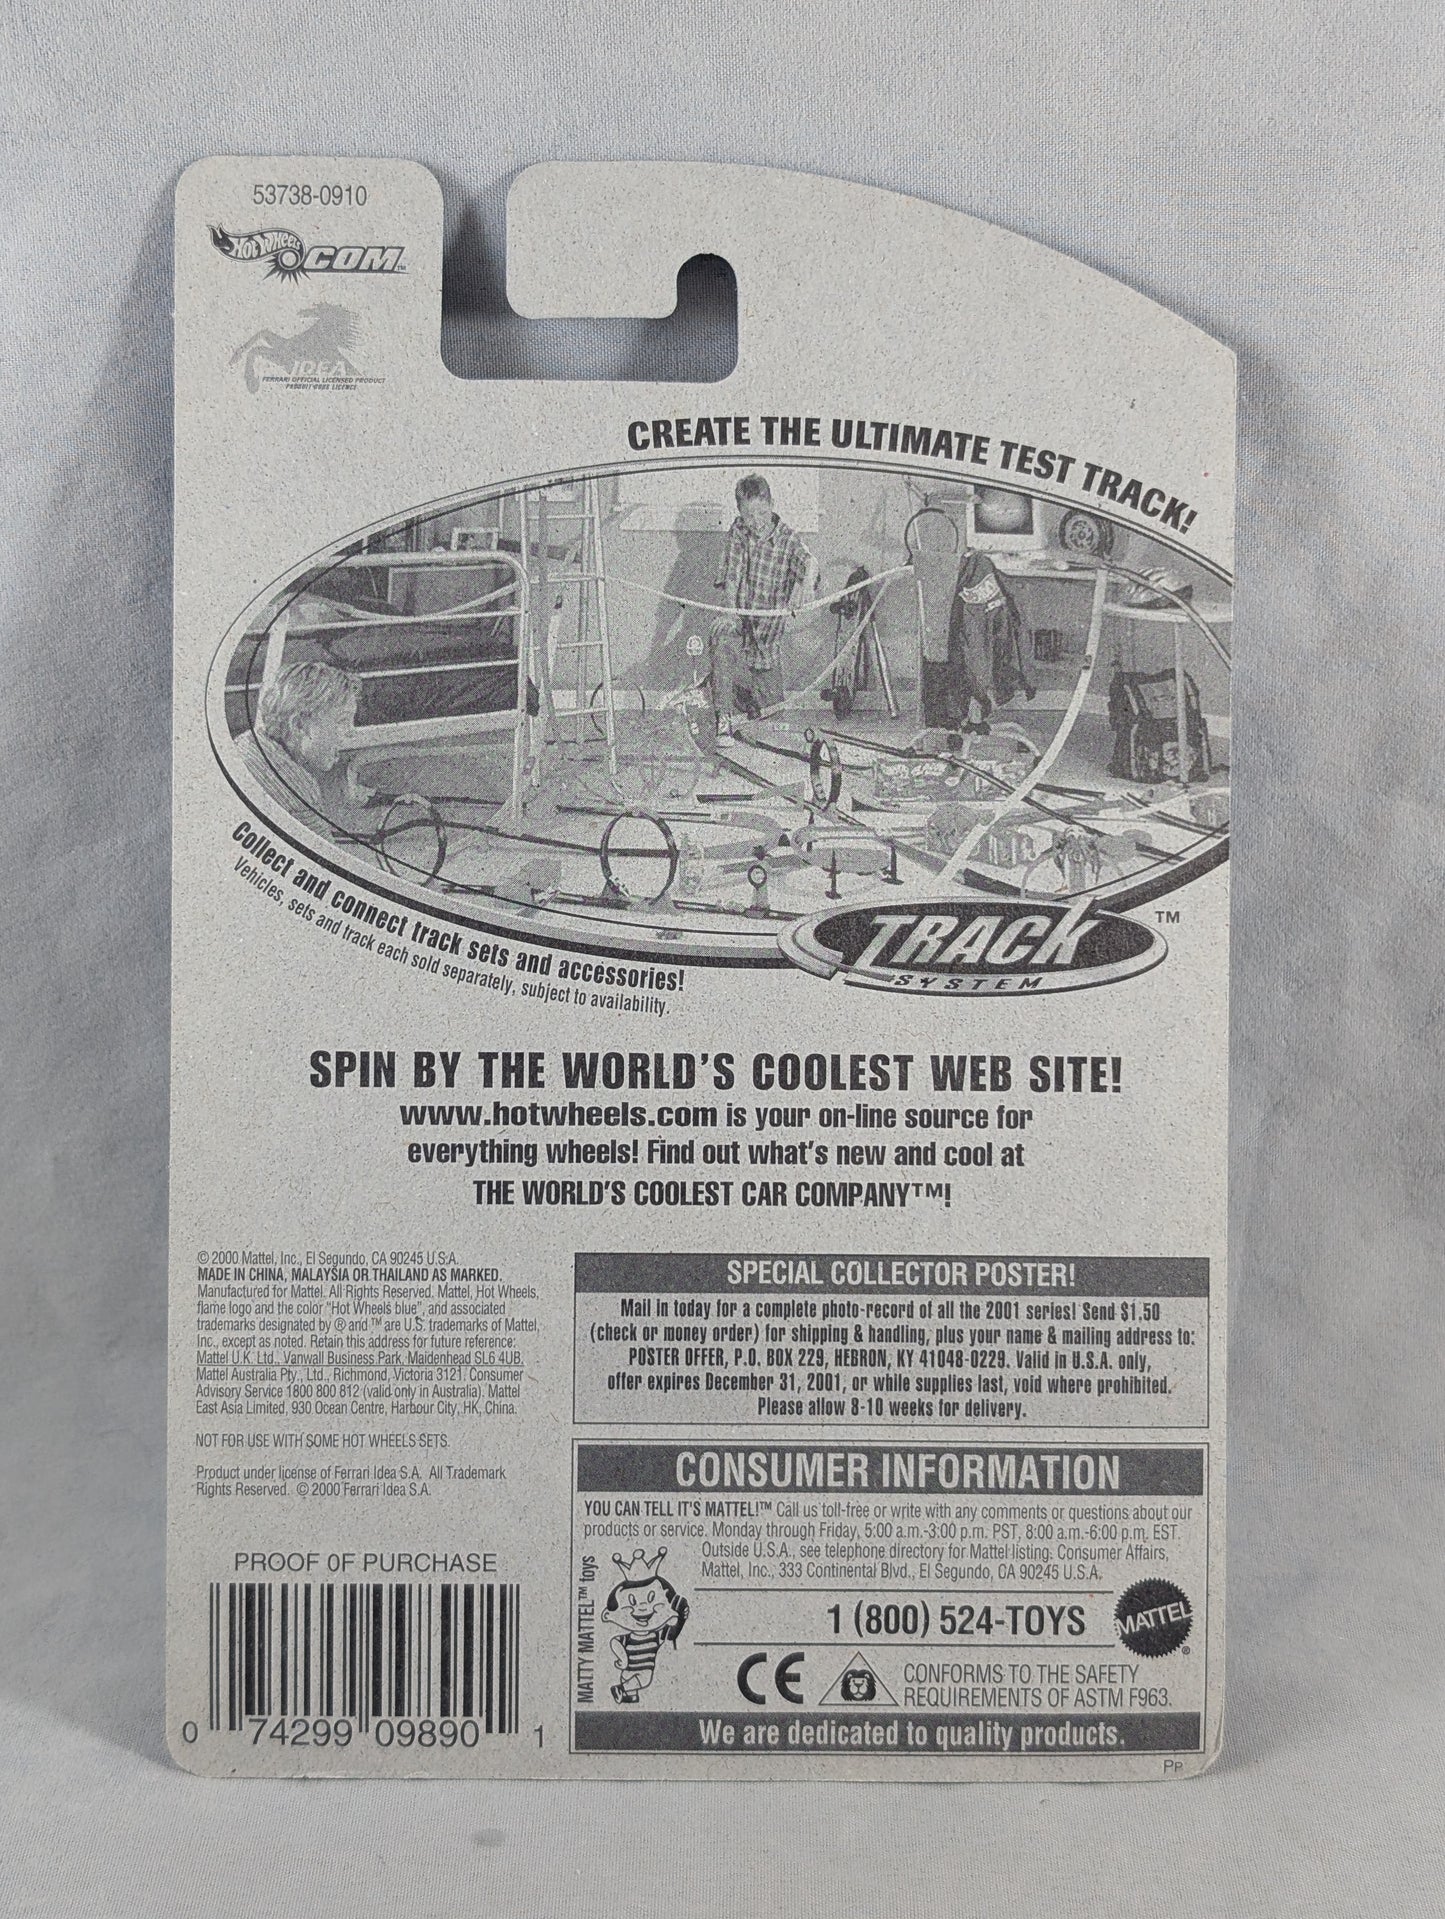 53738-0910
Hot Wheels .COM™
IDEA
FERRARI OFFICIAL LICENSED PRODUCT
PRODUIT SOUS LICENCE
CREATE THE ULTIMATE TEST TRACK!
Collect and connect track sets and accessories!
Vehicles, sets and track each sold separately, subject to availability.
TRACK ™
SYSTEM
SPIN BY THE WORLD'S COOLEST WEB SITE!
www.hotwheels.com is your on-line source for
everything wheels! Find out what's new and cool at
THE WORLD'S COOLEST CAR COMPANY™!
© 2000 Mattel, Inc., El Segundo, CA 90245 U.S.A.
MADE IN CHINA, MALAYSIA OR THAILAND AS MARKED.
Manufactured for Mattel. All Rights Reserved. Mattel, Hot Wheels,
flame logo and the color "Hot Wheels blue", and associated
trademarks designated by ® and ™ are U.S. trademarks of Mattel,
Inc., except as noted. Retain this address for future reference:
Mattel U.K. Ltd., Vanwall Business Park, Maidenhead SL6 4UB.
Mattel Australia Pty., Ltd., Richmond, Victoria 3121. Consumer
Advisory Service 1800 800 812 (valid only in Australia). Mattel
East Asia Limited, 930 Ocean Centre, Harbour City, HK, China.
NOT FOR USE WITH SOME HOT WHEELS SETS.
Product under license of Ferrari Idea S.A. All Trademark
Rights Reserved. © 2000 Ferrari Idea S.A.
PROOF OF PURCHASE
0 74299 09890 1
SPECIAL COLLECTOR POSTER!
Mail in today for a complete photo-record of all the 2001 series! Send $1.50
(check or money order) for shipping & handling, plus your name & mailing address to:
POSTER OFFER, P.O. BOX 229, HEBRON, KY 41048-0229. Valid in U.S.A. only,
offer expires December 31, 2001, or while supplies last, void where prohibited.
Please allow 8-10 weeks for delivery.
CONSUMER INFORMATION
YOU CAN TELL IT'S MATTEL!™ Call us toll-free or write with any comments or questions about our
products or service. Monday through Friday, 5:00 a.m.-3:00 p.m. PST, 8:00 a.m.-6:00 p.m. EST.
Outside U.S.A., see telephone directory for Mattel listing. Consumer Affairs,
Mattel, Inc., 333 Continental Blvd., El Segundo, CA 90245 U.S.A.
MATTY MATTEL™ toys
1 (800) 524-TOYS
MATTEL ®
CE
CONFORMS TO THE SAFETY
REQUIREMENTS OF ASTM F963.
We are dedicated to quality products.
PP